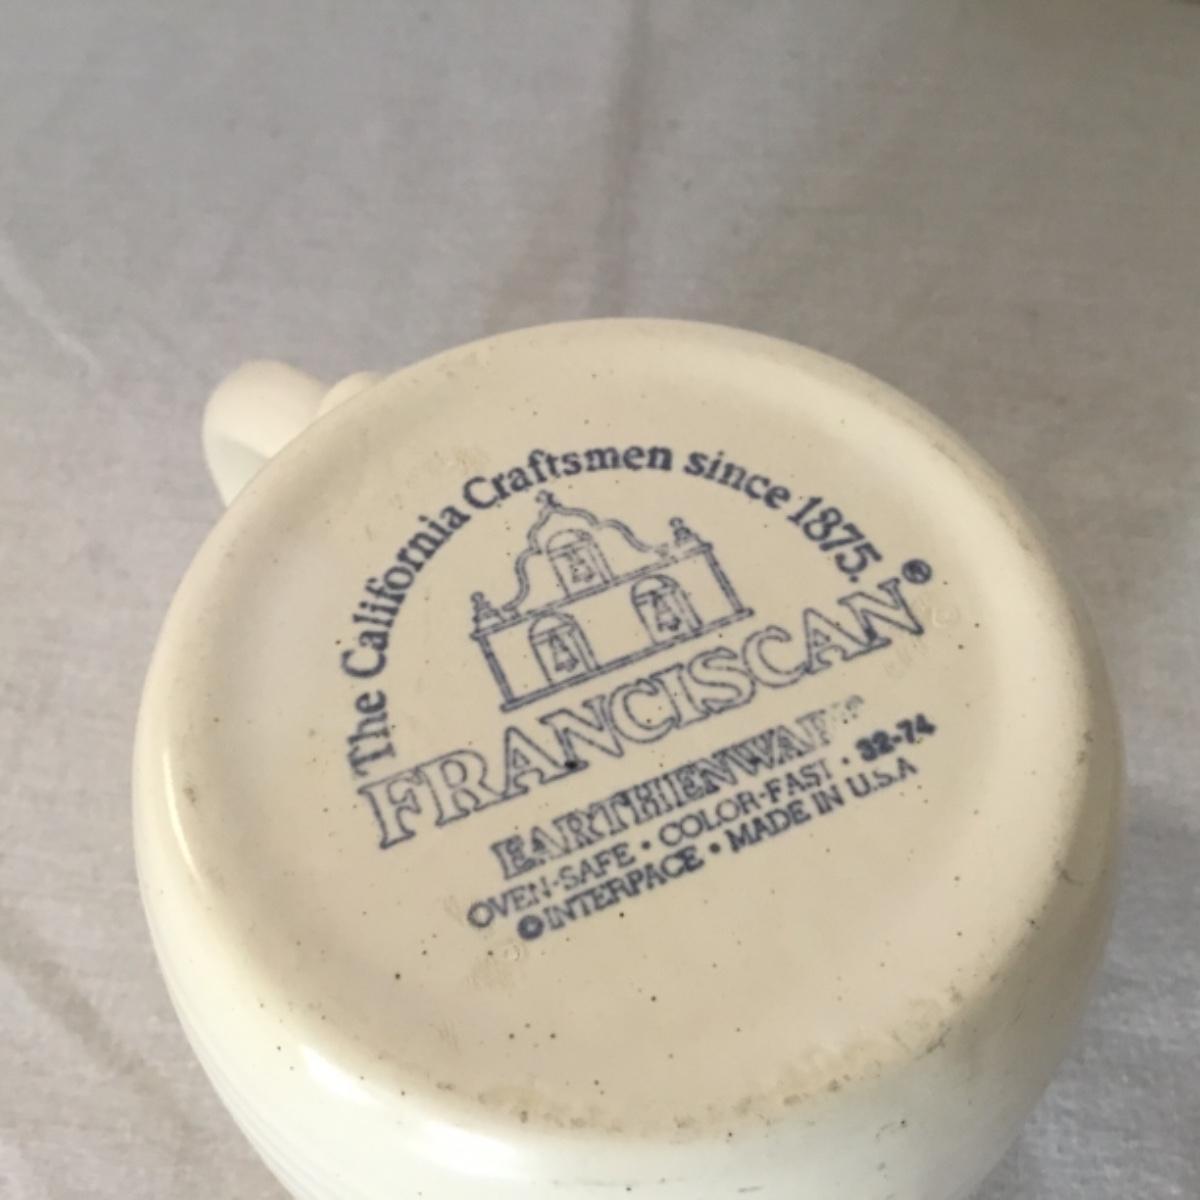 The California Craftsmen since 1875.
FRANCISCAN®
EARTHENWARE
OVEN-SAFE • COLOR-FAST • 32-74
© INTERPACE • MADE IN U.S.A